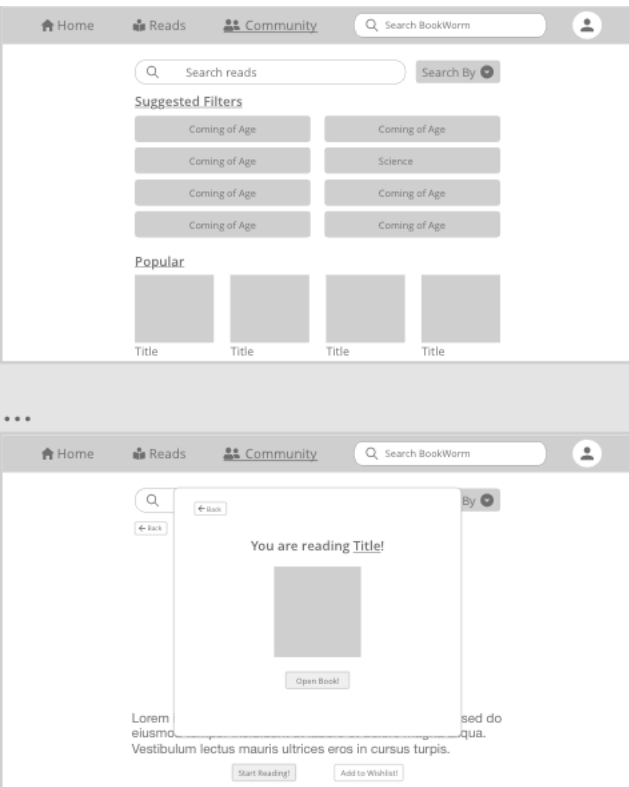 Home Reads Community Search BookWorm
Search reads Search By
Suggested Filters
Coming of Age Coming of Age
Coming of Age Science
Coming of Age Coming of Age
Coming of Age Coming of Age
Popular
Title Title Title Title
...
Home Reads Community Search BookWorm
By
Back
Back
You are reading Title!
Open Book!
Lorem sed do
Vestibulum lectus mauris ultrices eros in cursus turpis.
Start Reading! Add to Wishlist!